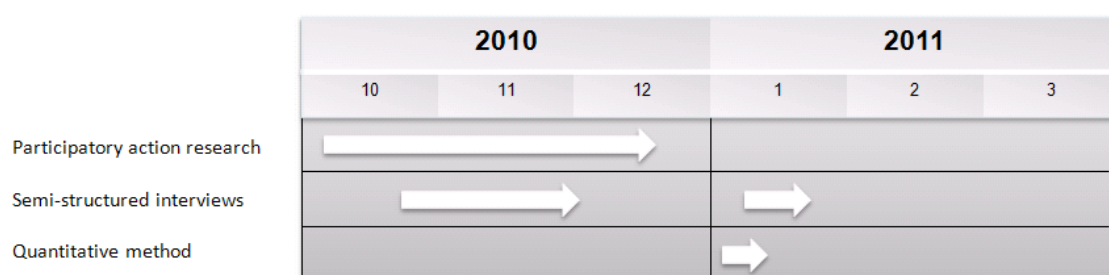 2010 2011
10 11 12 1 2 3
Participatory action research
Semi-structured interviews
Quantitative method